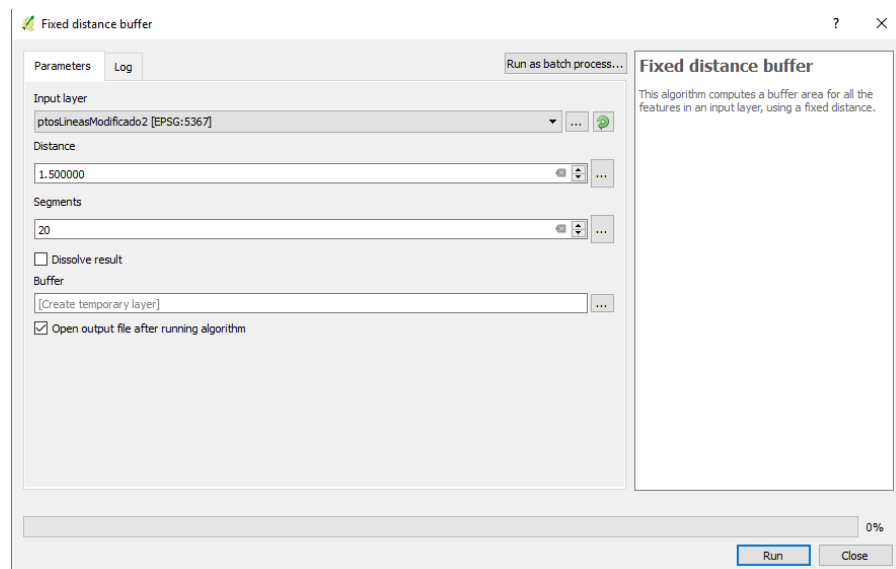 Fixed distance buffer
?
Parameters
Log
Run as batch process...
Input layer
ptosLineasModificado2 [EPSG:5367]
...
Distance
1.500000
...
Segments
20
...
Dissolve result
Buffer
[Create temporary layer]
...
Open output file after running algorithm
Fixed distance buffer
This algorithm computes a buffer area for all the
features in an input layer, using a fixed distance.
0%
Run
Close